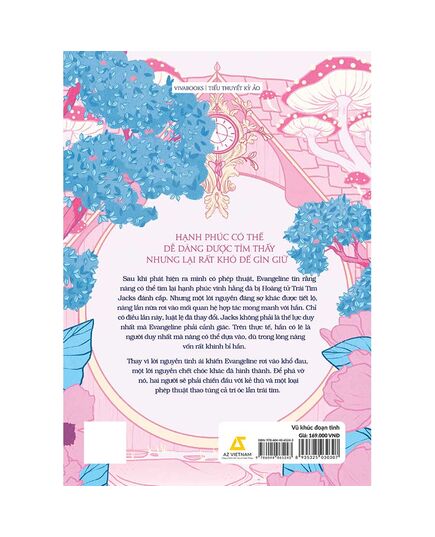 VIVABOOKS | TIỂU THUYẾT KỲ ẢO
HẠNH PHÚC CÓ THỂ
DỄ DÀNG ĐƯỢC TÌM THẤY
NHƯNG LẠI RẤT KHÓ ĐỂ GÌN GIỮ
Sau khi phát hiện ra mình có phép thuật, Evangeline tin rằng
nàng có thể tìm lại hạnh phúc vĩnh hằng đã bị Hoàng tử Trái Tim
Jacks đánh cắp. Nhưng một lời nguyền đáng sợ khác được tiết lộ,
nàng lần nữa rơi vào mối quan hệ hợp tác mong manh với hắn. Chỉ
có điều lần này, luật lệ đã thay đổi. Jacks không phải là thế lực duy
nhất mà Evangeline phải cảnh giác. Trên thực tế, hắn có lẽ là
người duy nhất mà nàng có thể dựa vào, dù trong lòng nàng
vốn rất khinh bỉ hắn.
Thay vì lời nguyền tình ái khiến Evangeline rơi vào khổ đau,
một lời nguyền chết chóc khác đã hình thành. Để phá vỡ
nó, hai người sẽ phải chiến đấu với kẻ thù và một loại
phép thuật thao túng cả trí óc lẫn trái tim.
Vũ khúc đoạn tình
Giá: 169.000 VNĐ
AZ VIETNAM
8 935325 030307